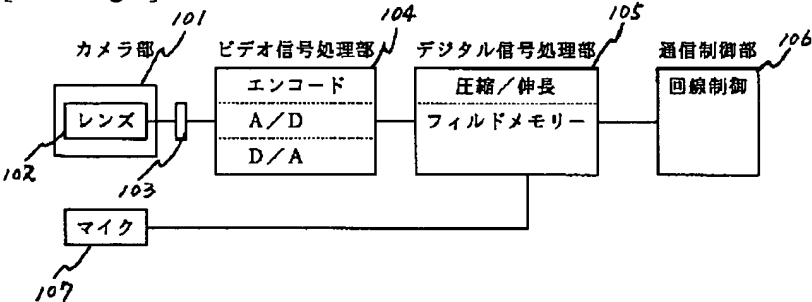 101
104
105
106
カメラ部
ビデオ信号処理部
デジタル信号処理部
通信制御部
レンズ
エンコード
A/D
D/A
圧縮/伸長
フィルドメモリー
回線制御
102
103
マイク
107